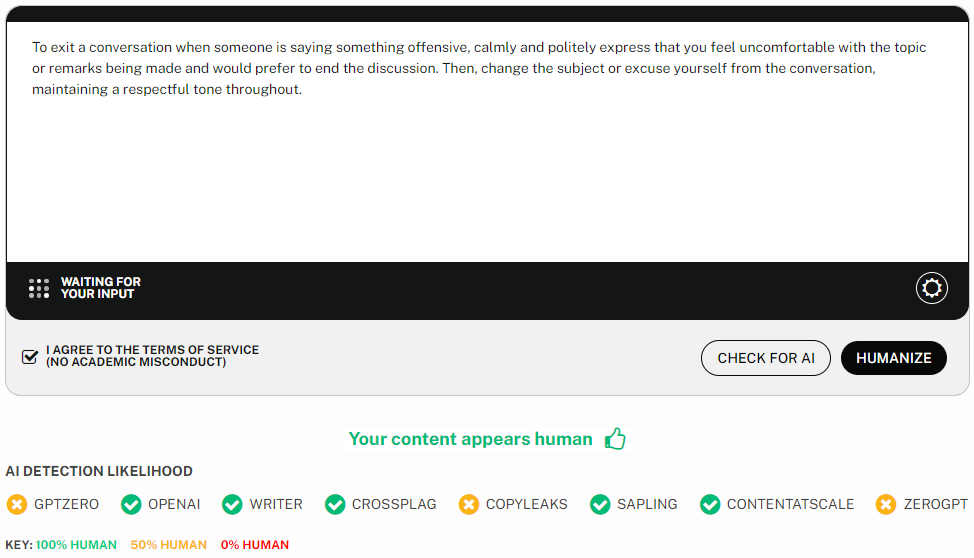 To exit a conversation when someone is saying something offensive, calmly and politely express that you feel uncomfortable with the topic
or remarks being made and would prefer to end the discussion. Then, change the subject or excuse yourself from the conversation,
maintaining a respectful tone throughout.
WAITING FOR
YOUR INPUT
I AGREE TO THE TERMS OF SERVICE
(NO ACADEMIC MISCONDUCT)
CHECK FOR AI
HUMANIZE
Your content appears human
AI DETECTION LIKELIHOOD
GPTZERO OPENAI WRITER CROSSPLAG COPYLEAKS SAPLING CONTENTATSCALE ZEROGPT
KEY: 100% HUMAN 50% HUMAN 0% HUMAN